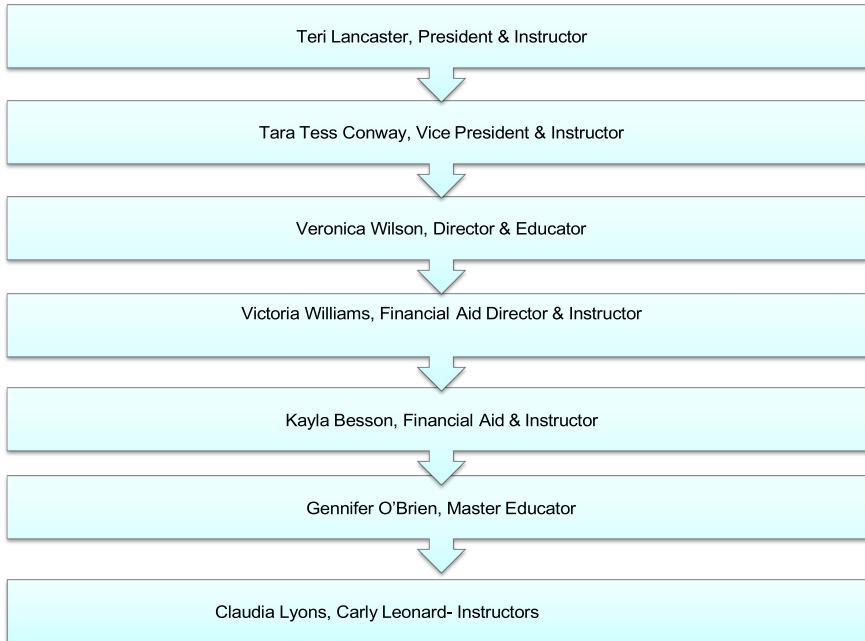 Teri Lancaster, President & Instructor
Tara Tess Conway, Vice President & Instructor
Veronica Wilson, Director & Educator
Victoria Williams, Financial Aid Director & Instructor
Kayla Besson, Financial Aid & Instructor
Gennifer O’Brien, Master Educator
Claudia Lyons, Carly Leonard- Instructors